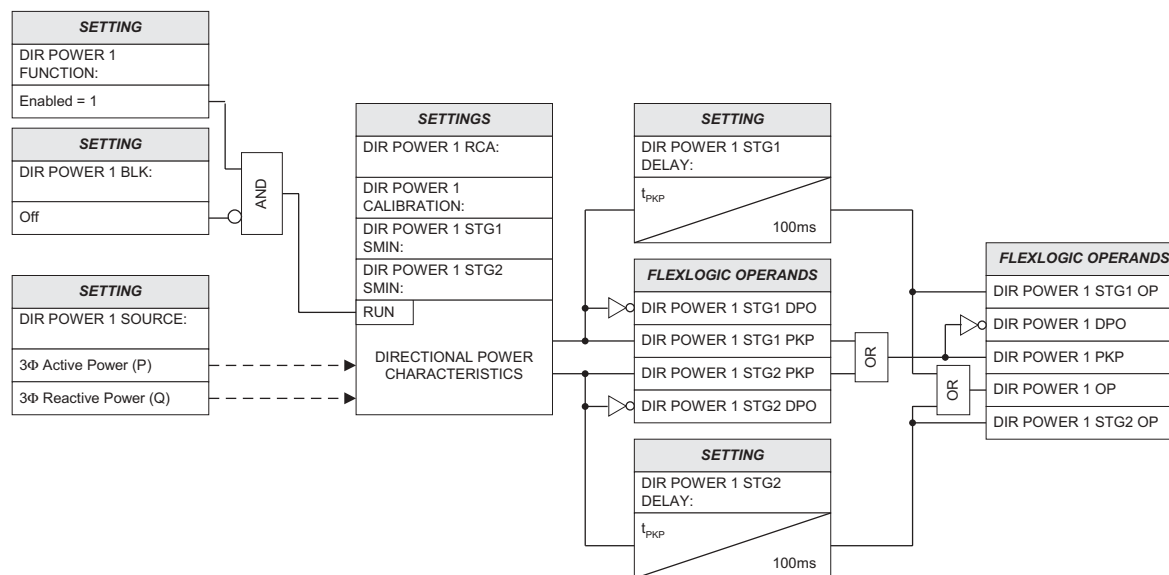 SETTING
DIR POWER 1
FUNCTION:
Enabled = 1
SETTING
DIR POWER 1 BLK:
Off
AND
SETTING
DIR POWER 1 SOURCE:
3Φ Active Power (P)
3Φ Reactive Power (Q)
SETTINGS
DIR POWER 1 RCA:
DIR POWER 1
CALIBRATION:
DIR POWER 1 STG1
SMIN:
DIR POWER 1 STG2
SMIN:
RUN
DIRECTIONAL POWER
CHARACTERISTICS
SETTING
DIR POWER 1 STG1
DELAY:
tPKP
100ms
FLEXLOGIC OPERANDS
DIR POWER 1 STG1 DPO
DIR POWER 1 STG1 PKP
DIR POWER 1 STG2 PKP
DIR POWER 1 STG2 DPO
SETTING
DIR POWER 1 STG2
DELAY:
tPKP
100ms
OR
OR
FLEXLOGIC OPERANDS
DIR POWER 1 STG1 OP
DIR POWER 1 DPO
DIR POWER 1 PKP
DIR POWER 1 OP
DIR POWER 1 STG2 OP